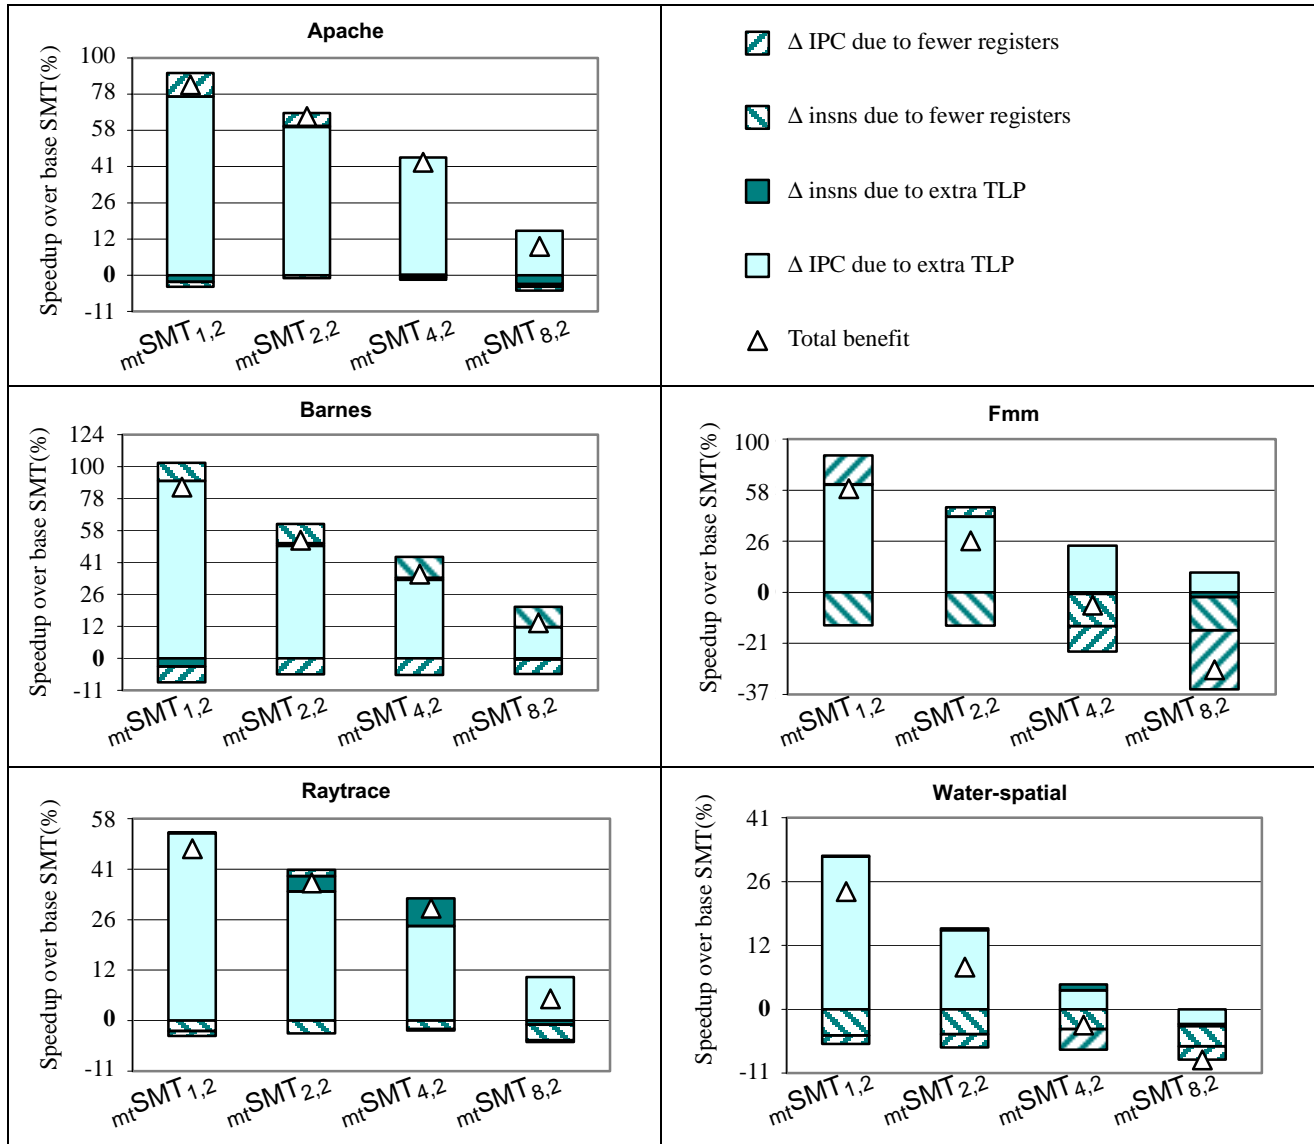 Apache
Speedup over base SMT(%)
100
78
58
41
26
12
0
-11
mtSMT1,2
mtSMT2,2
mtSMT4,2
mtSMT8,2
Δ IPC due to fewer registers
Δ insns due to fewer registers
Δ insns due to extra TLP
Δ IPC due to extra TLP
Total benefit
Barnes
Speedup over base SMT(%)
124
100
78
58
41
26
12
0
-11
mtSMT1,2
mtSMT2,2
mtSMT4,2
mtSMT8,2
Fmm
Speedup over base SMT(%)
100
58
26
0
-21
-37
mtSMT1,2
mtSMT2,2
mtSMT4,2
mtSMT8,2
Raytrace
Speedup over base SMT(%)
58
41
26
12
0
-11
mtSMT1,2
mtSMT2,2
mtSMT4,2
mtSMT8,2
Water-spatial
Speedup over base SMT(%)
41
26
12
0
-11
mtSMT1,2
mtSMT2,2
mtSMT4,2
mtSMT8,2